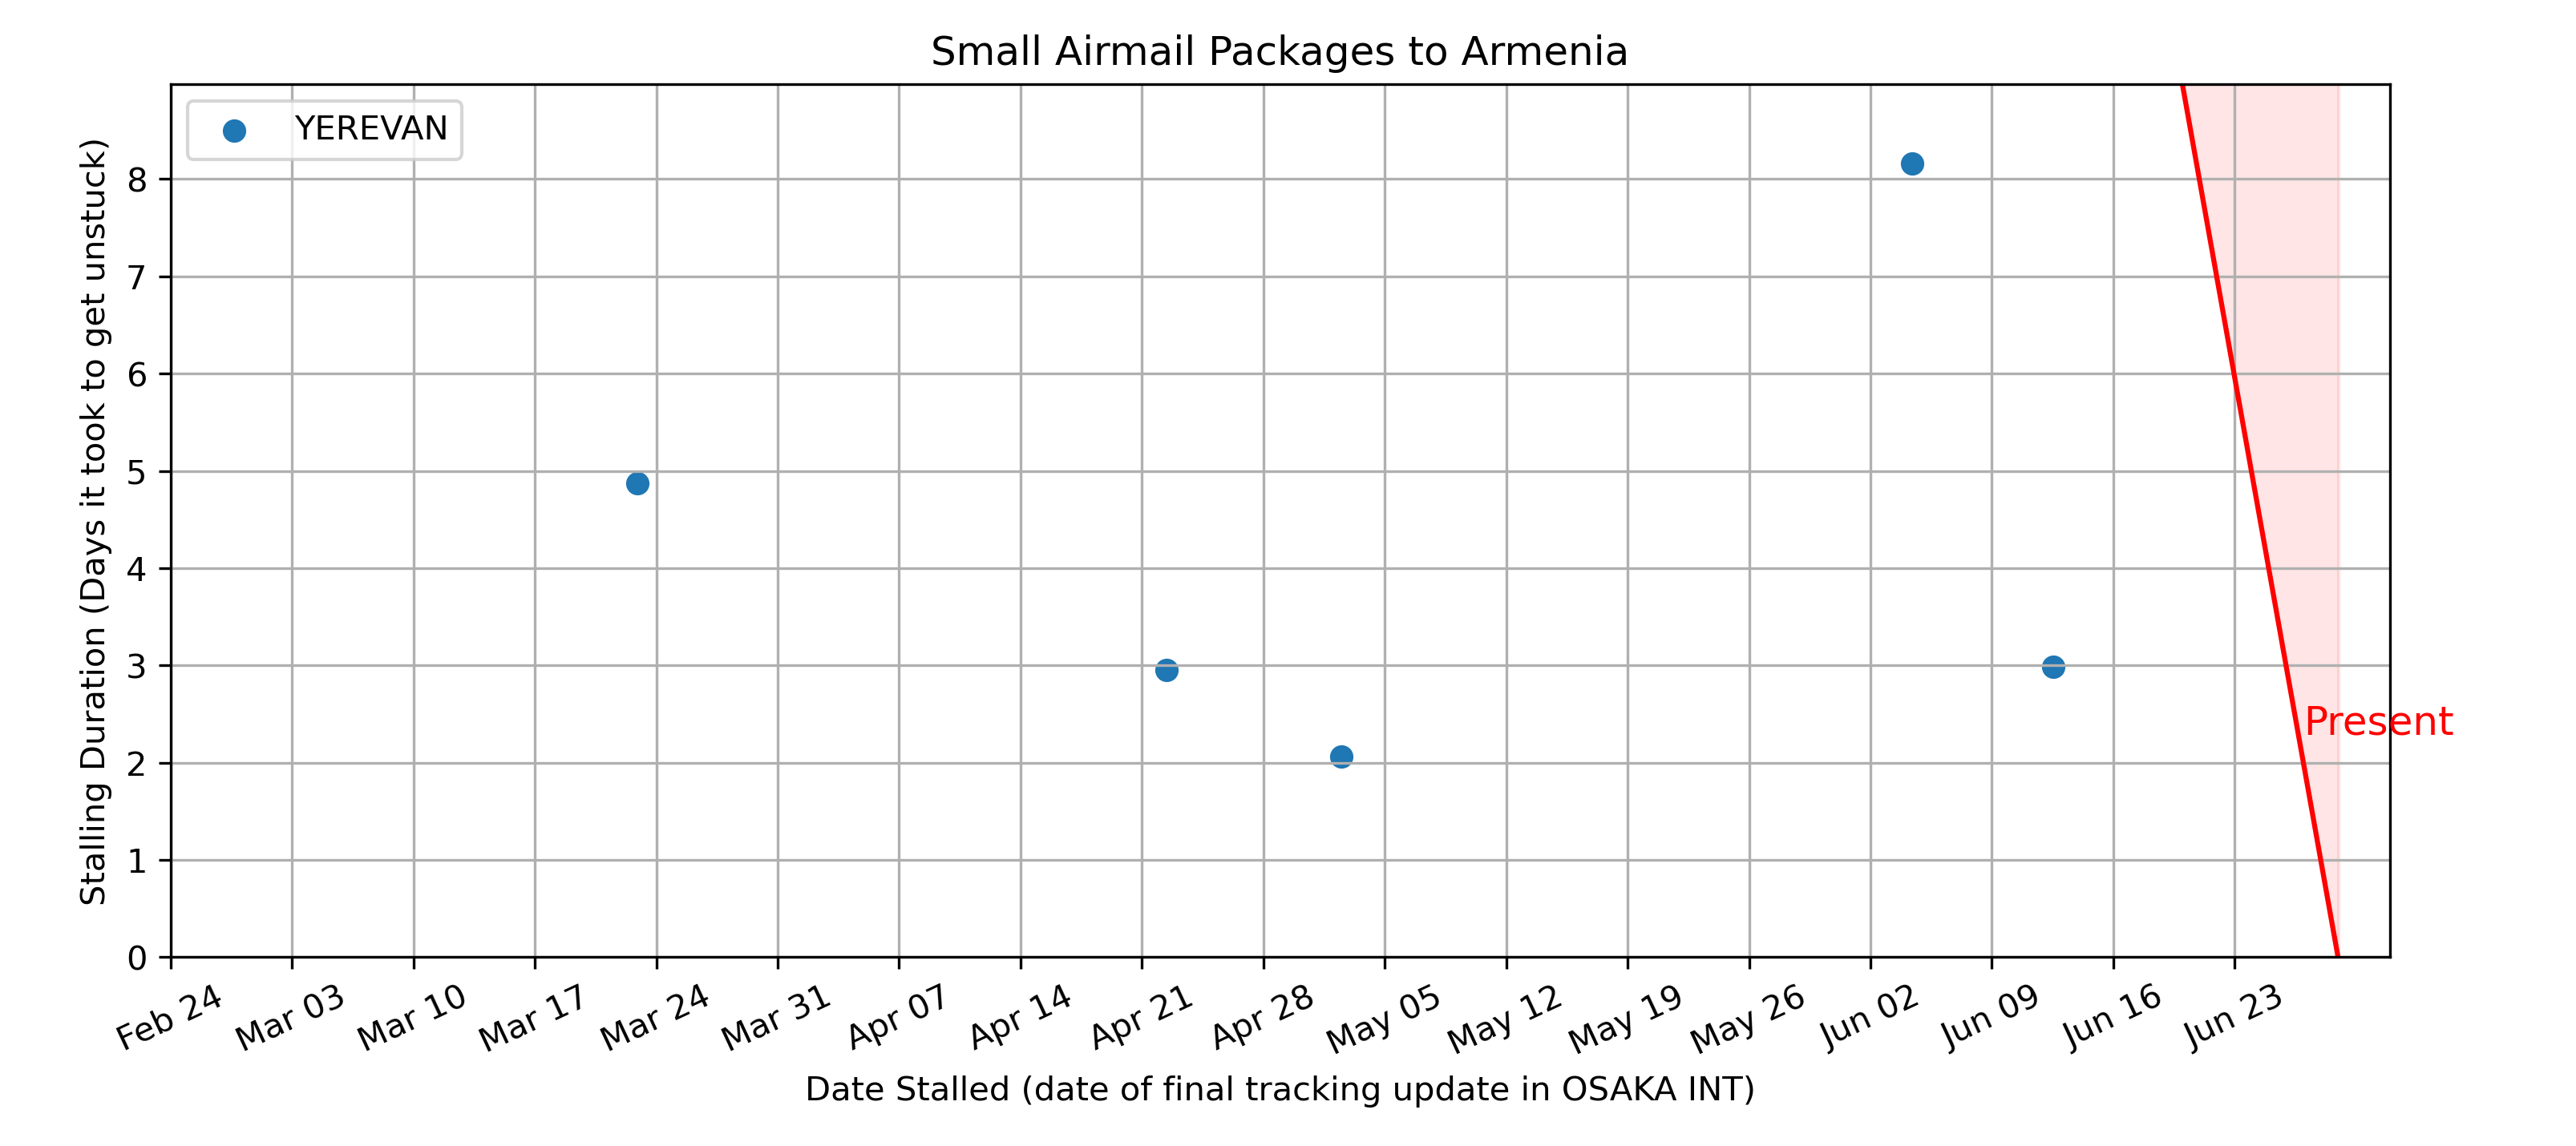 Small Airmail Packages to Armenia
YEREVAN
Stalling Duration (Days it took to get unstuck)
8
7
6
5
4
3
2
1
0
Present
Feb 24
Mar 03
Mar 10
Mar 17
Mar 24
Mar 31
Apr 07
Apr 14
Apr 21
Apr 28
May 05
May 12
May 19
May 26
Jun 02
Jun 09
Jun 16
Jun 23
Date Stalled (date of final tracking update in OSAKA INT)